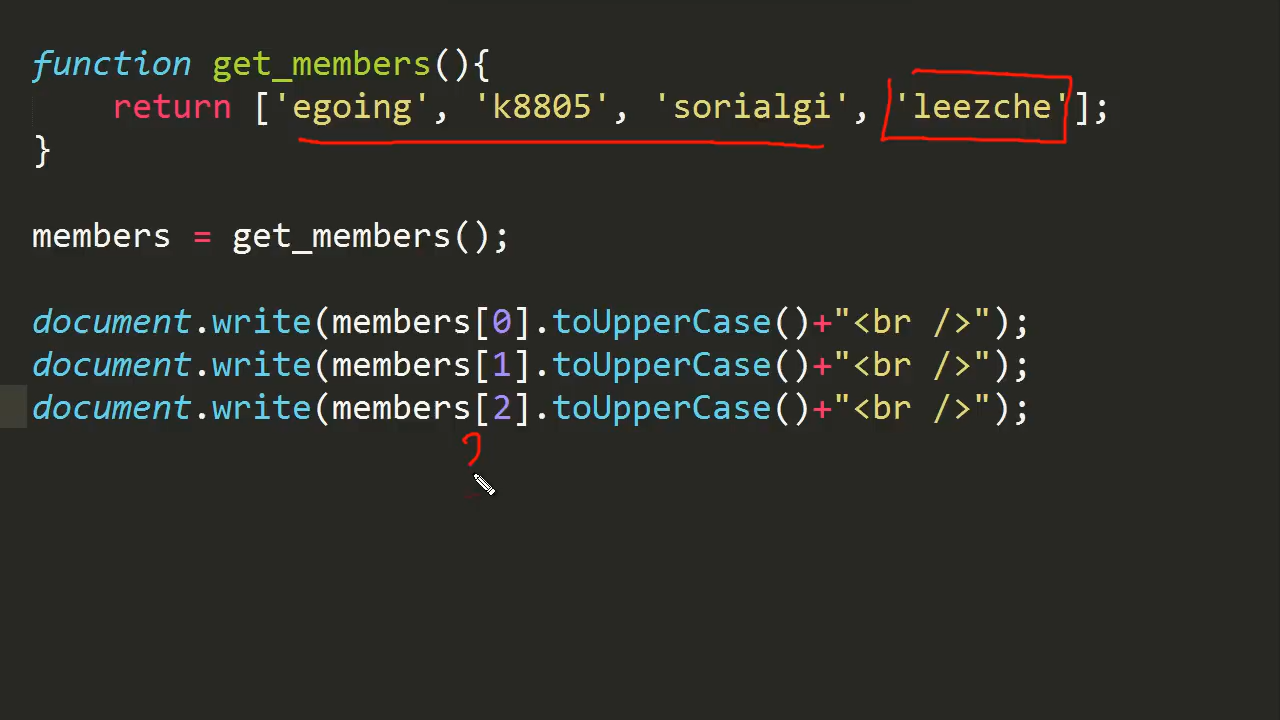 function get_members(){
    return ['egoing', 'k8805', 'sorialgi', 'leezche'];
}
members = get_members();
document.write(members[0].toUpperCase()+"<br />");
document.write(members[1].toUpperCase()+"<br />");
document.write(members[2].toUpperCase()+"<br />");